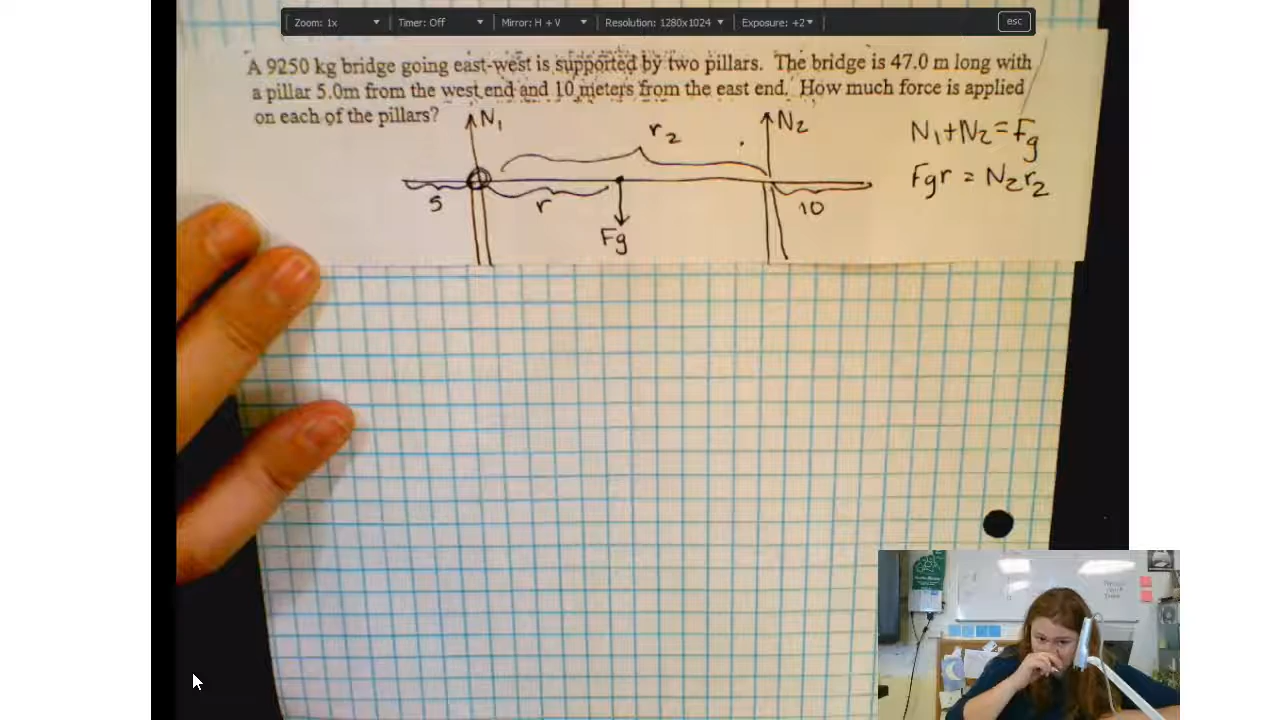 Zoom: 1x Timer: Off Mirror: H + V Resolution: 1280x1024 Exposure: +2 esc
A 9250 kg bridge going east-west is supported by two pillars. The bridge is 47.0 m long with
a pillar 5.0m from the west end and 10 meters from the east end. How much force is applied
on each of the pillars?
N₁ r₂ N₂ N₁+N₂=Fg
5 r 10 Fgr = N₂r₂
Fg